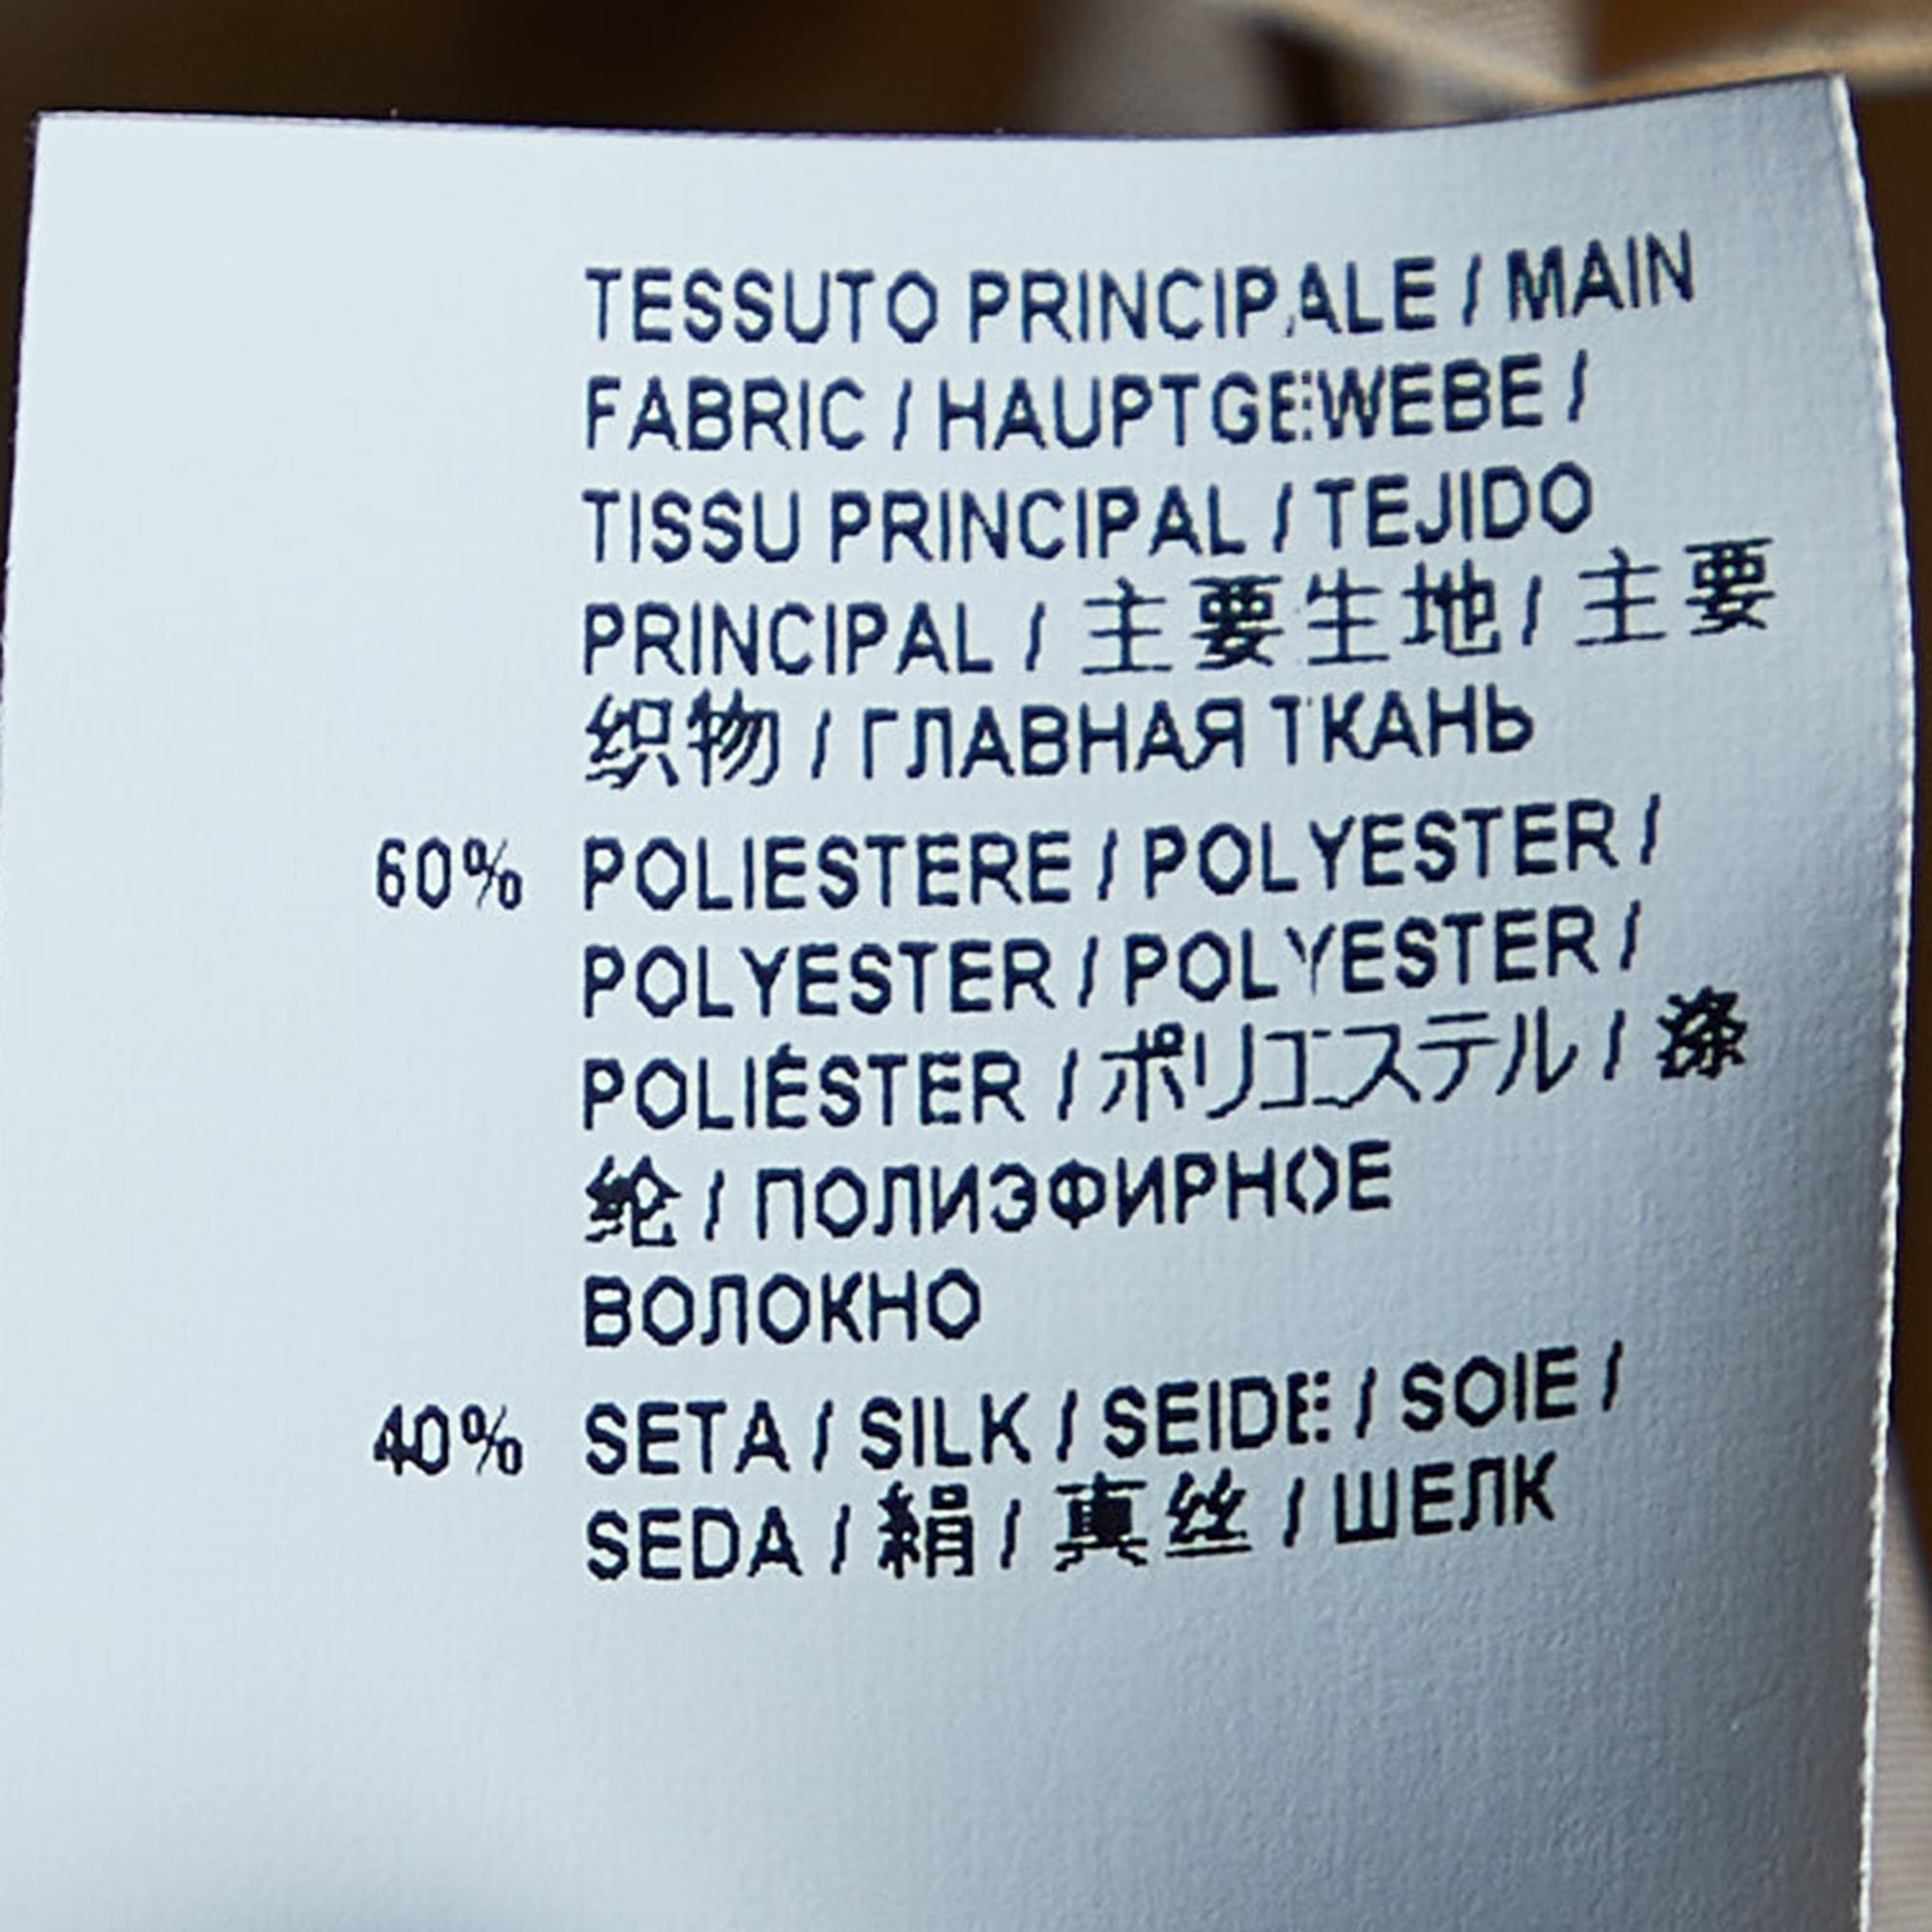 TESSUTO PRINCIPALE / MAIN
FABRIC / HAUPTGEWEBE /
TISSU PRINCIPAL / TEJIDO
PRINCIPAL / 主要生地 / 主要
织物 / ГЛАВНАЯ ТКАНЬ
60% POLIESTERE / POLYESTER /
POLYESTER / POLYESTER /
POLIÉSTER / ポリエステル / 涤
纶 / ПОЛИЭФИРНОЕ
ВОЛОКНО
40% SETA / SILK / SEIDE / SOIE /
SEDA / 絹 / 真丝 / ШЕЛК